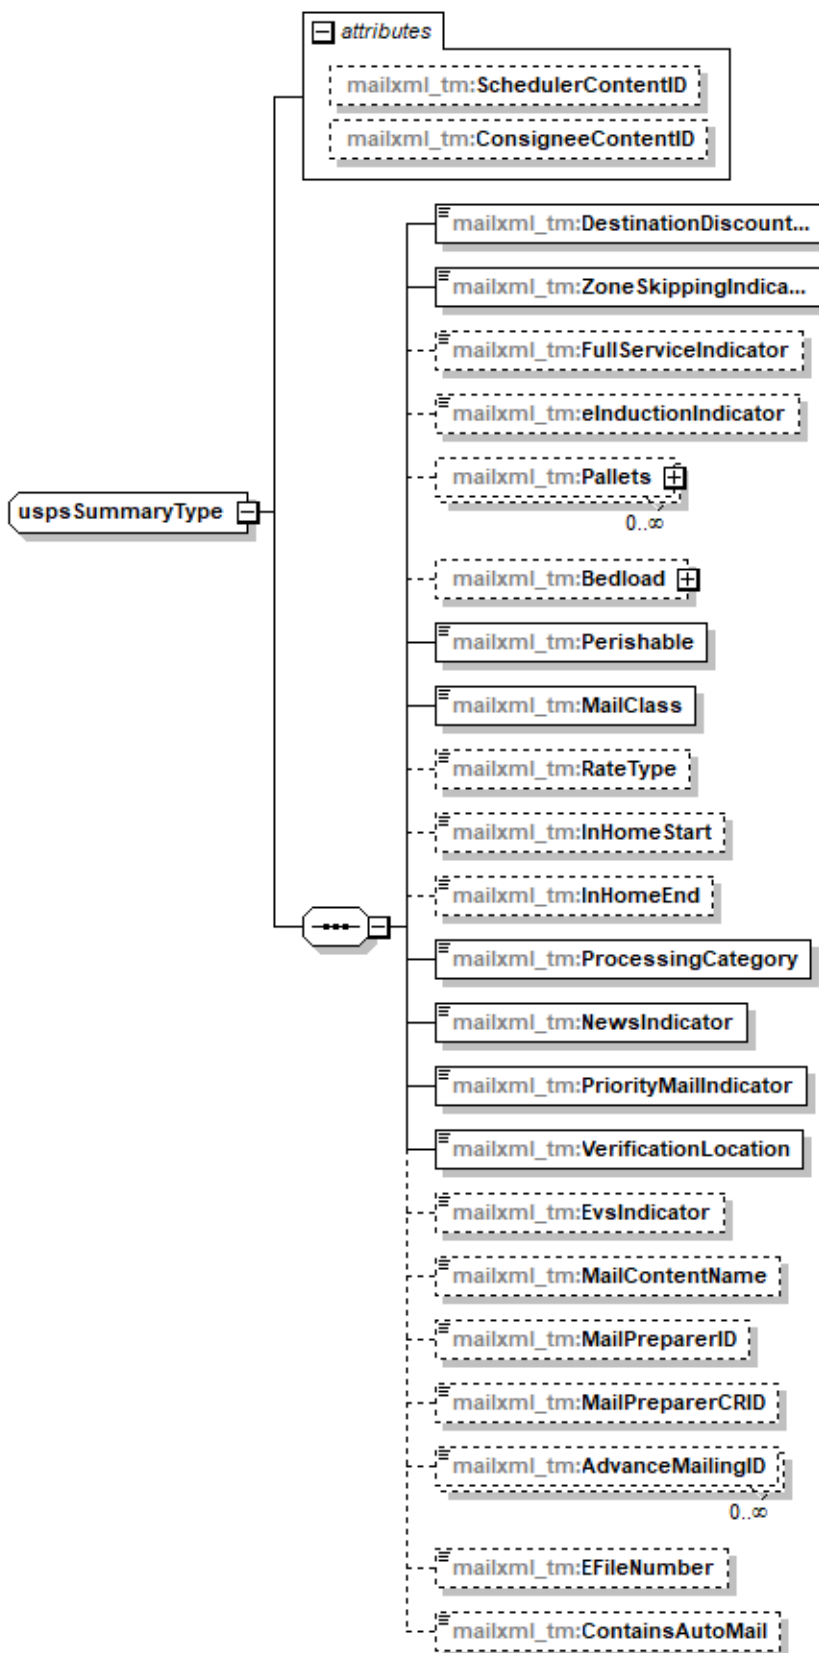 attributes
mailxml_tm:SchedulerContentID
mailxml_tm:ConsigneeContentID
mailxml_tm:DestinationDiscount...
mailxml_tm:ZoneSkippingIndica...
mailxml_tm:FullServiceIndicator
mailxml_tm:eInductionIndicator
mailxml_tm:Pallets
0..∞
uspsSummaryType
mailxml_tm:Bedload
mailxml_tm:Perishable
mailxml_tm:MailClass
mailxml_tm:RateType
mailxml_tm:InHomeStart
mailxml_tm:InHomeEnd
mailxml_tm:ProcessingCategory
mailxml_tm:NewsIndicator
mailxml_tm:PriorityMailIndicator
mailxml_tm:VerificationLocation
mailxml_tm:EvsIndicator
mailxml_tm:MailContentName
mailxml_tm:MailPreparerID
mailxml_tm:MailPreparerCRID
mailxml_tm:AdvanceMailingID
0..∞
mailxml_tm:EFileNumber
mailxml_tm:ContainsAutoMail